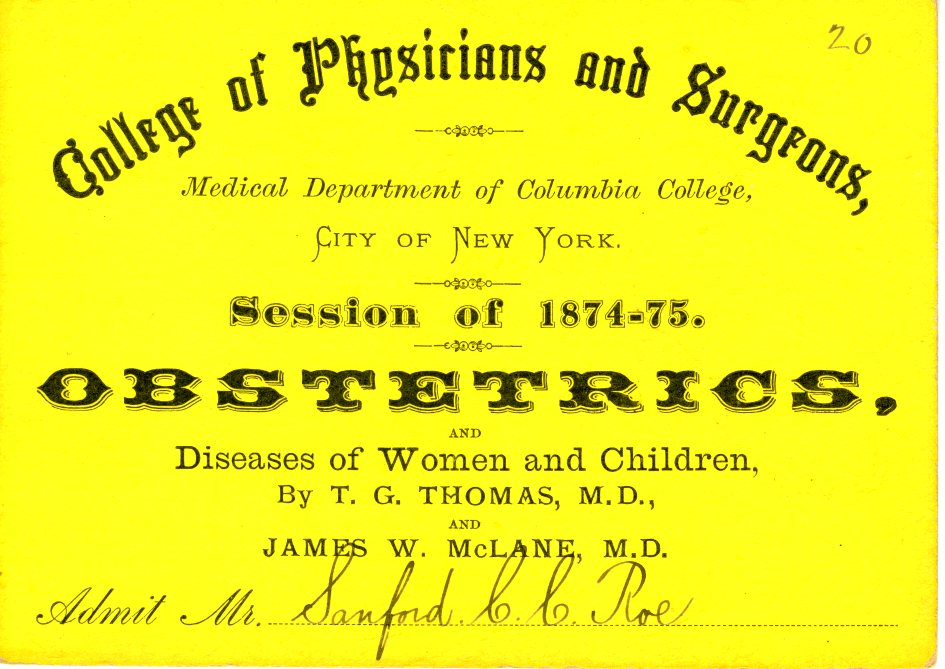 20
College of Physicians and Surgeons,
Medical Department of Columbia College,
CITY OF NEW YORK.
Session of 1874-75.
OBSTETRICS,
AND
Diseases of Women and Children,
By T. G. THOMAS, M.D.,
AND
JAMES W. McLANE, M.D.
Admit Mr. Sanford. C. C. Roe